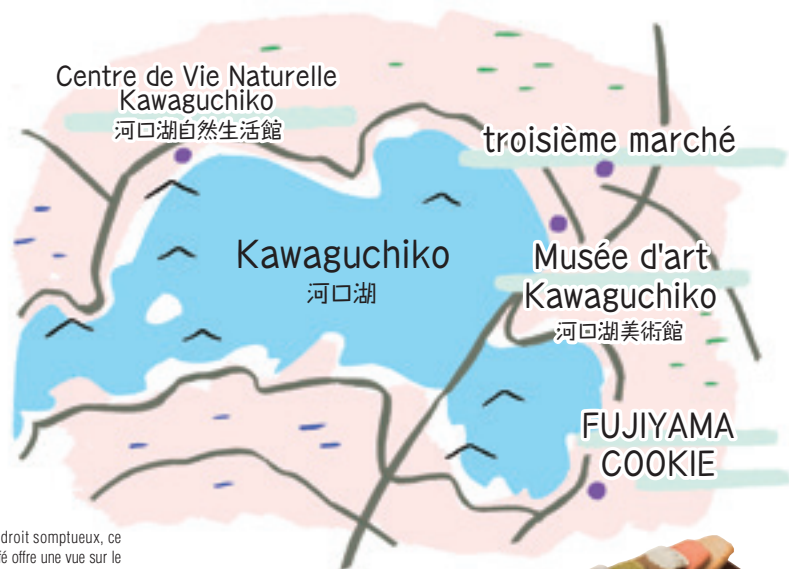 Centre de Vie Naturelle
Kawaguchiko
河口湖自然生活館
troisième marché
Kawaguchiko
河口湖
Musée d'art
Kawaguchiko
河口湖美術館
FUJIYAMA
COOKIE
droit somptueux, ce
fé offre une vue sur le